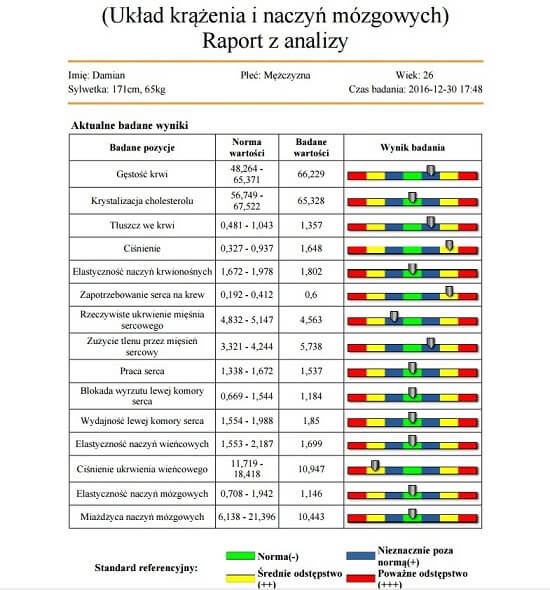 (Układ krążenia i naczyń mózgowych)
Raport z analizy
Imię: Damian Płeć: Mężczyzna Wiek: 26
Sylwetka: 171cm, 65kg Czas badania: 2016-12-30 17:48
Aktualne badane wyniki
Badane pozycje Norma wartości Badane wartości Wynik badania
Gęstość krwi 48,264 - 65,371 66,229
Krystalizacja cholesterolu 56,749 - 67,522 65,328
Tłuszcz we krwi 0,481 - 1,043 1,357
Ciśnienie 0,327 - 0,937 1,648
Elastyczność naczyń krwionośnych 1,672 - 1,978 1,802
Zapotrzebowanie serca na krew 0,192 - 0,412 0,6
Rzeczywiste ukrwienie mięśnia sercowego 4,832 - 5,147 4,563
Zużycie tlenu przez mięsień sercowy 3,321 - 4,244 5,738
Praca serca 1,338 - 1,672 1,537
Blokada wyrzutu lewej komory serca 0,669 - 1,544 1,184
Wydajność lewej komory serca 1,554 - 1,988 1,85
Elastyczność naczyń wieńcowych 1,553 - 2,187 1,699
Ciśnienie ukrwienia wieńcowego 11,719 - 18,418 10,947
Elastyczność naczyń mózgowych 0,708 - 1,942 1,146
Miażdżyca naczyń mózgowych 6,138 - 21,396 10,443
Standard referencyjny:
Norma(-)
Nieznacznie poza
normą(+)
Średnie odstępstwo
(++)
Poważne odstępstwo
(+++)